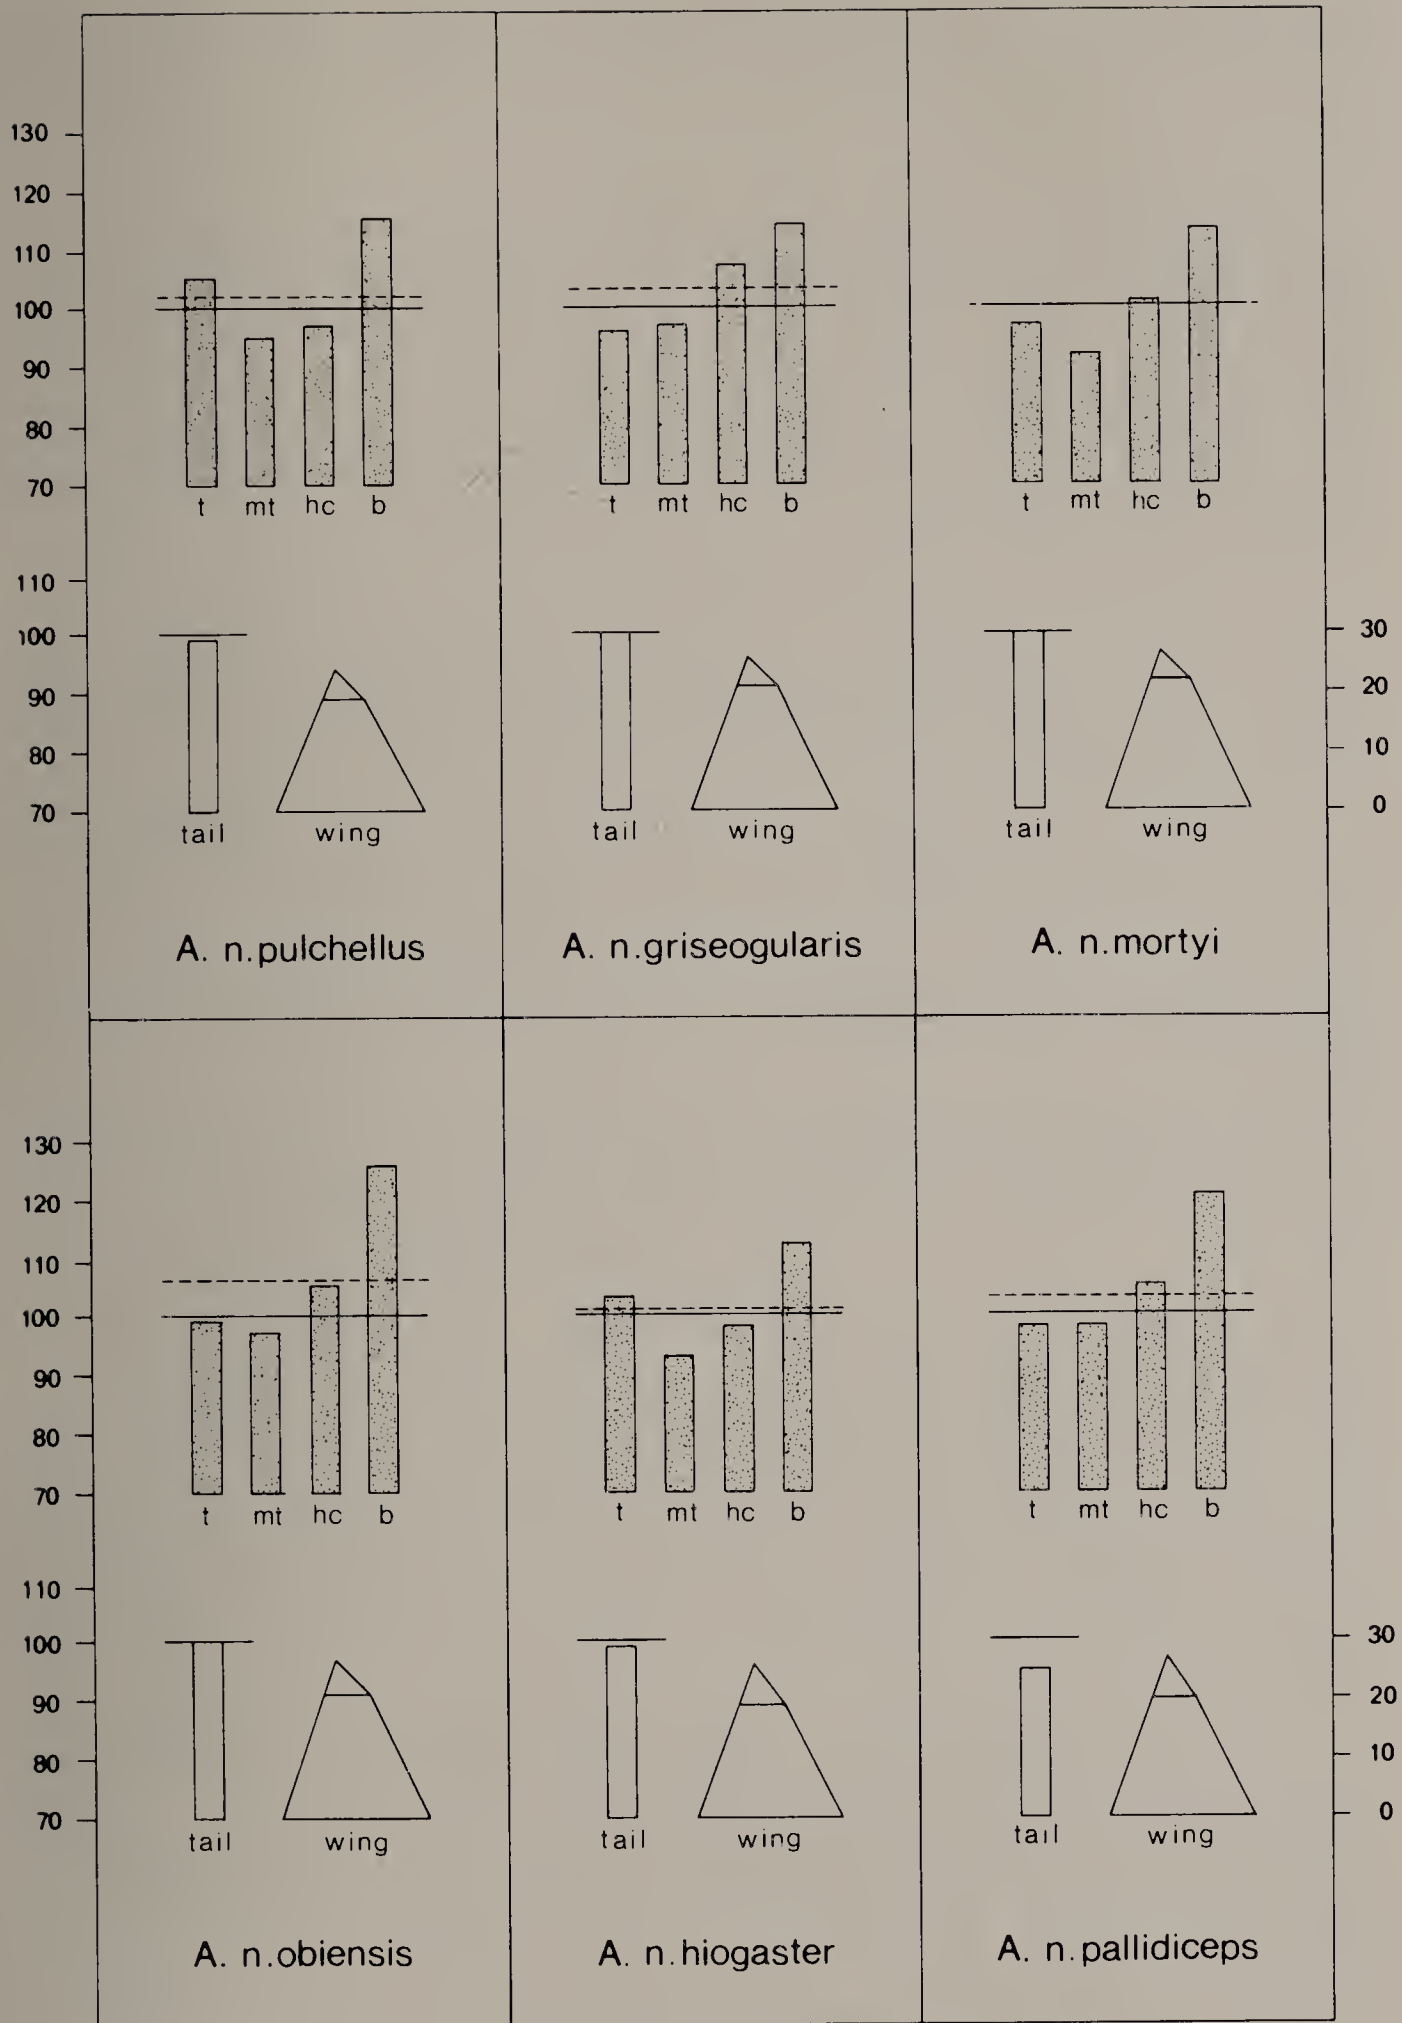 130
120
110
100
90
80
70
t mt hc b
t mt hc b
t mt hc b
110
100
90
80
70
30
20
10
0
tail wing
tail wing
tail wing
A. n.pulchellus
A. n.griseogularis
A. n.mortyi
130
120
110
100
90
80
70
t mt hc b
t mt hc b
t mt hc b
110
100
90
80
70
30
20
10
0
tail wing
tail wing
tail wing
A. n.obiensis
A. n.hiogaster
A. n.pallidiceps